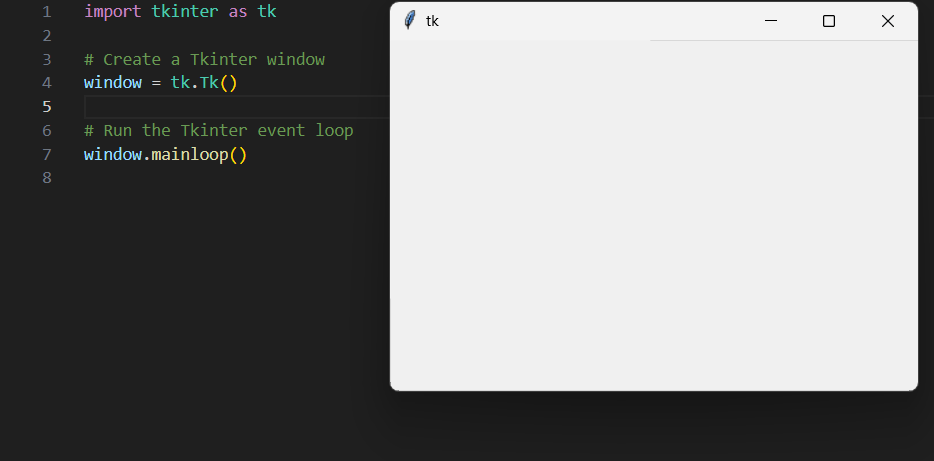 1 import tkinter as tk
2
3 # Create a Tkinter window
4 window = tk.Tk()
5
6 # Run the Tkinter event loop
7 window.mainloop()
8
tk